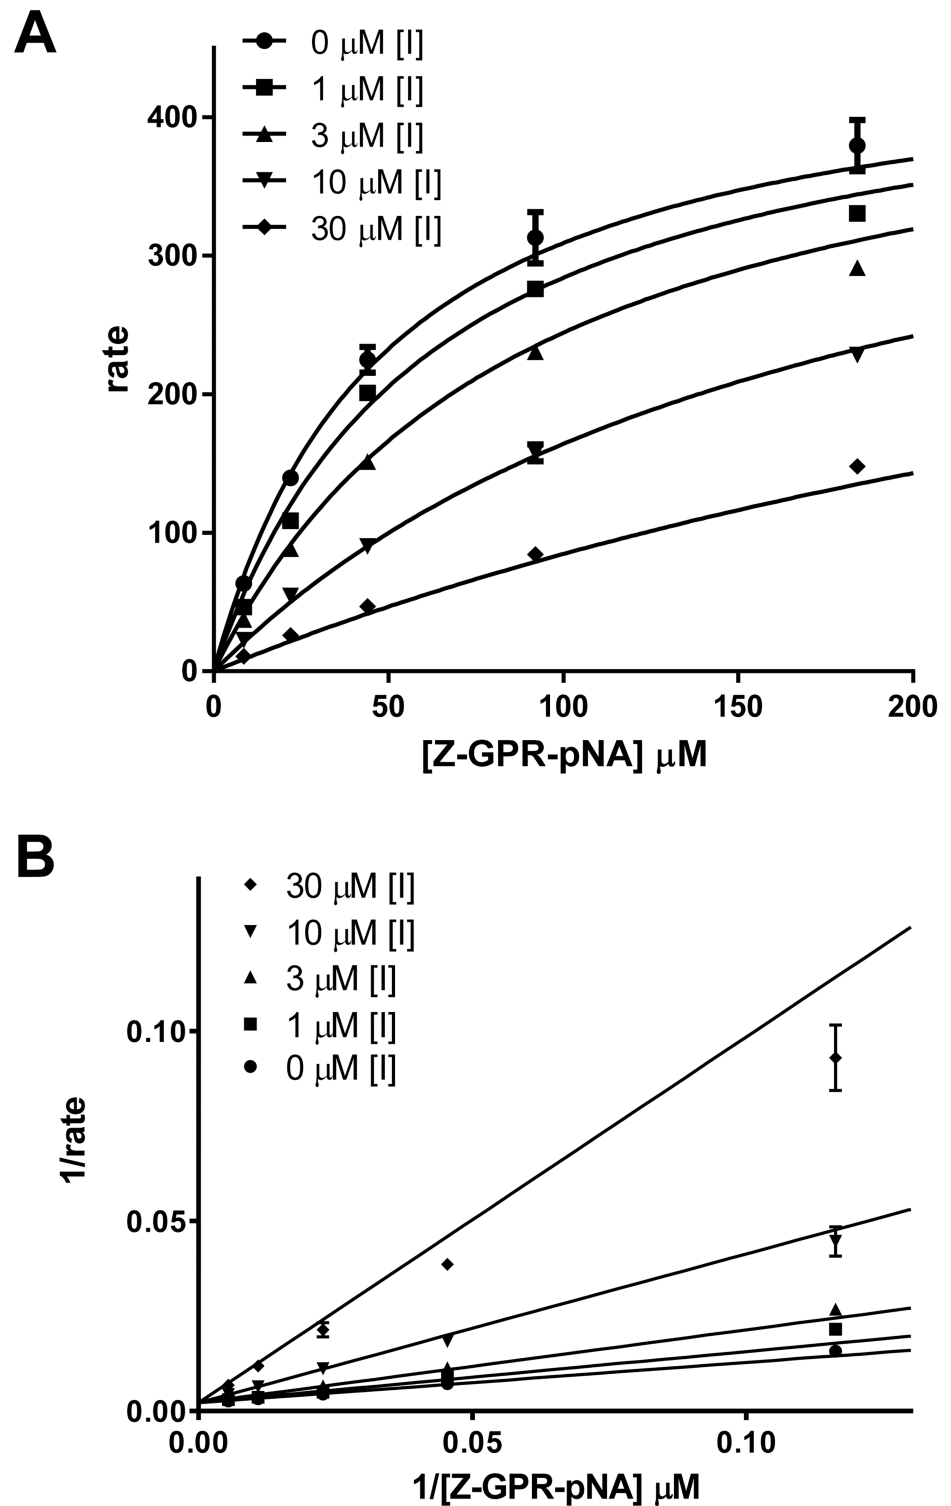 A
0 μM [I]
1 μM [I]
3 μM [I]
10 μM [I]
30 μM [I]
400
300
200
100
0
rate
0 50 100 150 200
[Z-GPR-pNA] μM
B
30 μM [I]
10 μM [I]
3 μM [I]
1 μM [I]
0 μM [I]
0.10
0.05
0.00
1/rate
0.00 0.05 0.10
1/[Z-GPR-pNA] μM